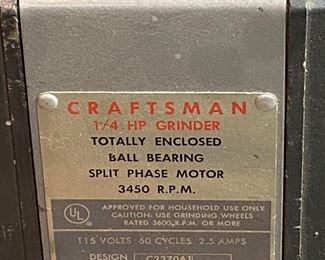 CRAFTSMAN
1/4 HP GRINDER
TOTALLY ENCLOSED
BALL BEARING
SPLIT PHASE MOTOR
3450 R.P.M.
UL
APPROVED FOR HOUSEHOLD USE ONLY
CAUTION: USE GRINDING WHEELS
RATED 3600 R.P.M. OR MORE
115 VOLTS 60 CYCLES 2.5 AMPS
DESIGN